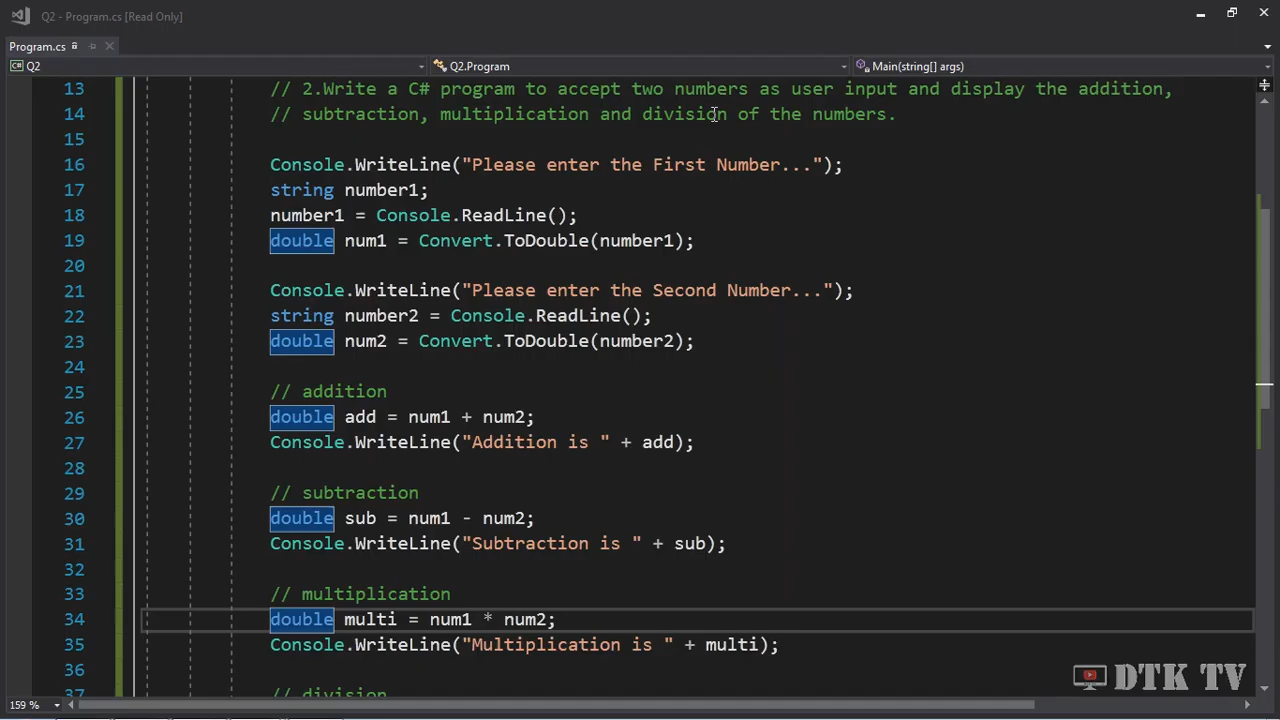 Q2 - Program.cs [Read Only]
Program.cs
C# Q2
Q2.Program
Main(string[] args)
13 // 2.Write a C# program to accept two numbers as user input and display the addition,
14 // subtraction, multiplication and division of the numbers.
15
16 Console.WriteLine("Please enter the First Number...");
17 string number1;
18 number1 = Console.ReadLine();
19 double num1 = Convert.ToDouble(number1);
20
21 Console.WriteLine("Please enter the Second Number...");
22 string number2 = Console.ReadLine();
23 double num2 = Convert.ToDouble(number2);
24
25 // addition
26 double add = num1 + num2;
27 Console.WriteLine("Addition is " + add);
28
29 // subtraction
30 double sub = num1 - num2;
31 Console.WriteLine("Subtraction is " + sub);
32
33 // multiplication
34 double multi = num1 * num2;
35 Console.WriteLine("Multiplication is " + multi);
36
37 // division
159 %
DTK TV